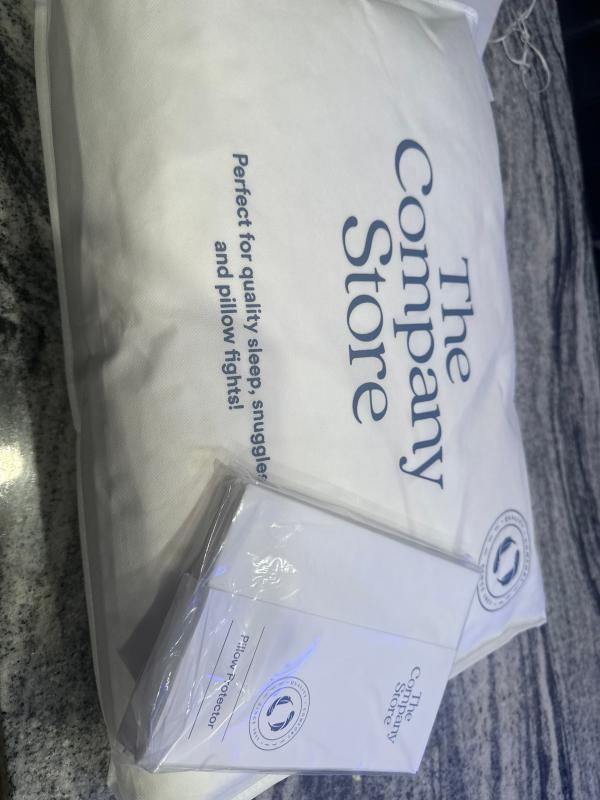 The
Company
Store
Perfect for quality sleep, snuggles,
and pillow fights!
The
Company
Store
Pillow Protector